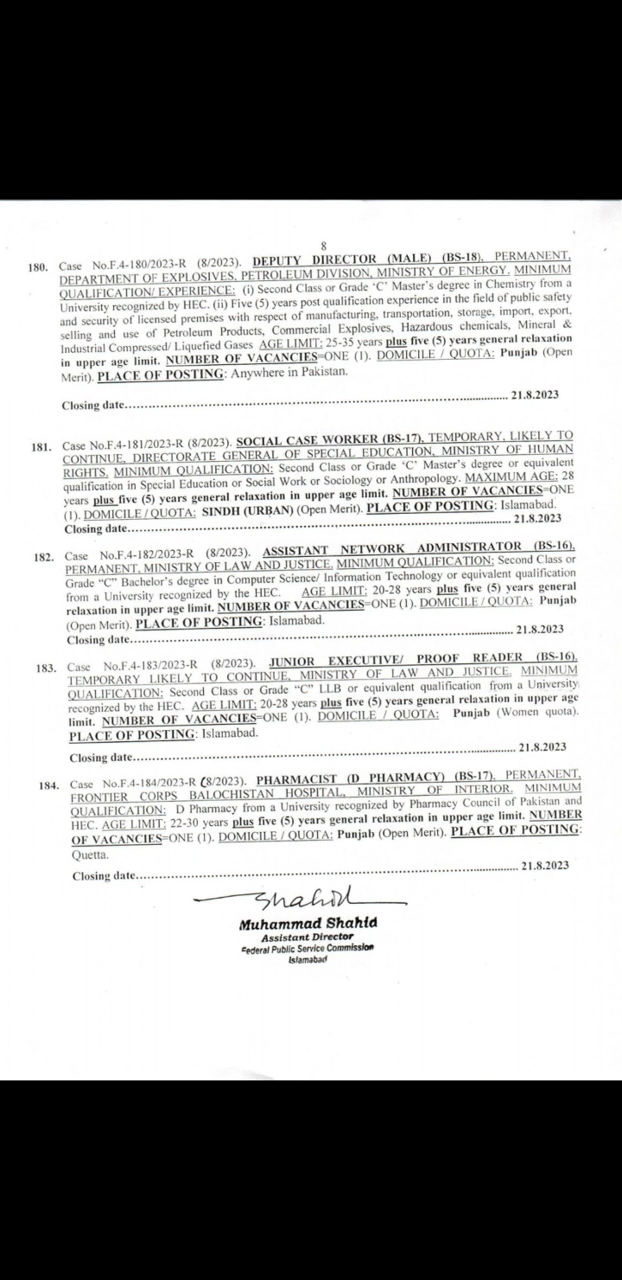 8
180. Case No.F.4-180/2023-R (8/2023). DEPUTY DIRECTOR (MALE) (BS-18), PERMANENT,
DEPARTMENT OF EXPLOSIVES, PETROLEUM DIVISION, MINISTRY OF ENERGY. MINIMUM
QUALIFICATION/ EXPERIENCE: (i) Second Class or Grade ‘C’ Master’s degree in Chemistry from a
University recognized by HEC. (ii) Five (5) years post qualification experience in the field of public safety
and security of licensed premises with respect of manufacturing, transportation, storage, import, export,
selling and use of Petroleum Products, Commercial Explosives, Hazardous chemicals, Mineral &
Industrial Compressed/ Liquefied Gases AGE LIMIT: 25-35 years plus five (5) years general relaxation
in upper age limit. NUMBER OF VACANCIES=ONE (1). DOMICILE / QUOTA: Punjab (Open
Merit). PLACE OF POSTING: Anywhere in Pakistan.
Closing date.................................................................................................... 21.8.2023
181. Case No.F.4-181/2023-R (8/2023). SOCIAL CASE WORKER (BS-17), TEMPORARY, LIKELY TO
CONTINUE, DIRECTORATE GENERAL OF SPECIAL EDUCATION, MINISTRY OF HUMAN
RIGHTS. MINIMUM QUALIFICATION: Second Class or Grade ‘C’ Master’s degree or equivalent
qualification in Special Education or Social Work or Sociology or Anthropology. MAXIMUM AGE: 28
years plus five (5) years general relaxation in upper age limit. NUMBER OF VACANCIES=ONE
(1). DOMICILE / QUOTA: SINDH (URBAN) (Open Merit). PLACE OF POSTING: Islamabad.
Closing date.................................................................................................... 21.8.2023
182. Case No.F.4-182/2023-R (8/2023). ASSISTANT NETWORK ADMINISTRATOR (BS-16),
PERMANENT, MINISTRY OF LAW AND JUSTICE. MINIMUM QUALIFICATION: Second Class or
Grade “C” Bachelor’s degree in Computer Science/ Information Technology or equivalent qualification
from a University recognized by the HEC. AGE LIMIT: 20-28 years plus five (5) years general
relaxation in upper age limit. NUMBER OF VACANCIES=ONE (1). DOMICILE / QUOTA: Punjab
(Open Merit). PLACE OF POSTING: Islamabad.
Closing date.................................................................................................... 21.8.2023
183. Case No.F.4-183/2023-R (8/2023). JUNIOR EXECUTIVE/ PROOF READER (BS-16),
TEMPORARY LIKELY TO CONTINUE, MINISTRY OF LAW AND JUSTICE. MINIMUM
QUALIFICATION: Second Class or Grade “C” LLB or equivalent qualification from a University
recognized by the HEC. AGE LIMIT: 20-28 years plus five (5) years general relaxation in upper age
limit. NUMBER OF VACANCIES=ONE (1). DOMICILE / QUOTA: Punjab (Women quota).
PLACE OF POSTING: Islamabad.
Closing date.................................................................................................... 21.8.2023
184. Case No.F.4-184/2023-R (8/2023). PHARMACIST (D PHARMACY) (BS-17), PERMANENT,
FRONTIER CORPS BALOCHISTAN HOSPITAL, MINISTRY OF INTERIOR. MINIMUM
QUALIFICATION: D Pharmacy from a University recognized by Pharmacy Council of Pakistan and
HEC. AGE LIMIT: 22-30 years plus five (5) years general relaxation in upper age limit. NUMBER
OF VACANCIES=ONE (1). DOMICILE / QUOTA: Punjab (Open Merit). PLACE OF POSTING:
Quetta.
Closing date.................................................................................................... 21.8.2023
Shahid
Muhammad Shahid
Assistant Director
Federal Public Service Commission
Islamabad